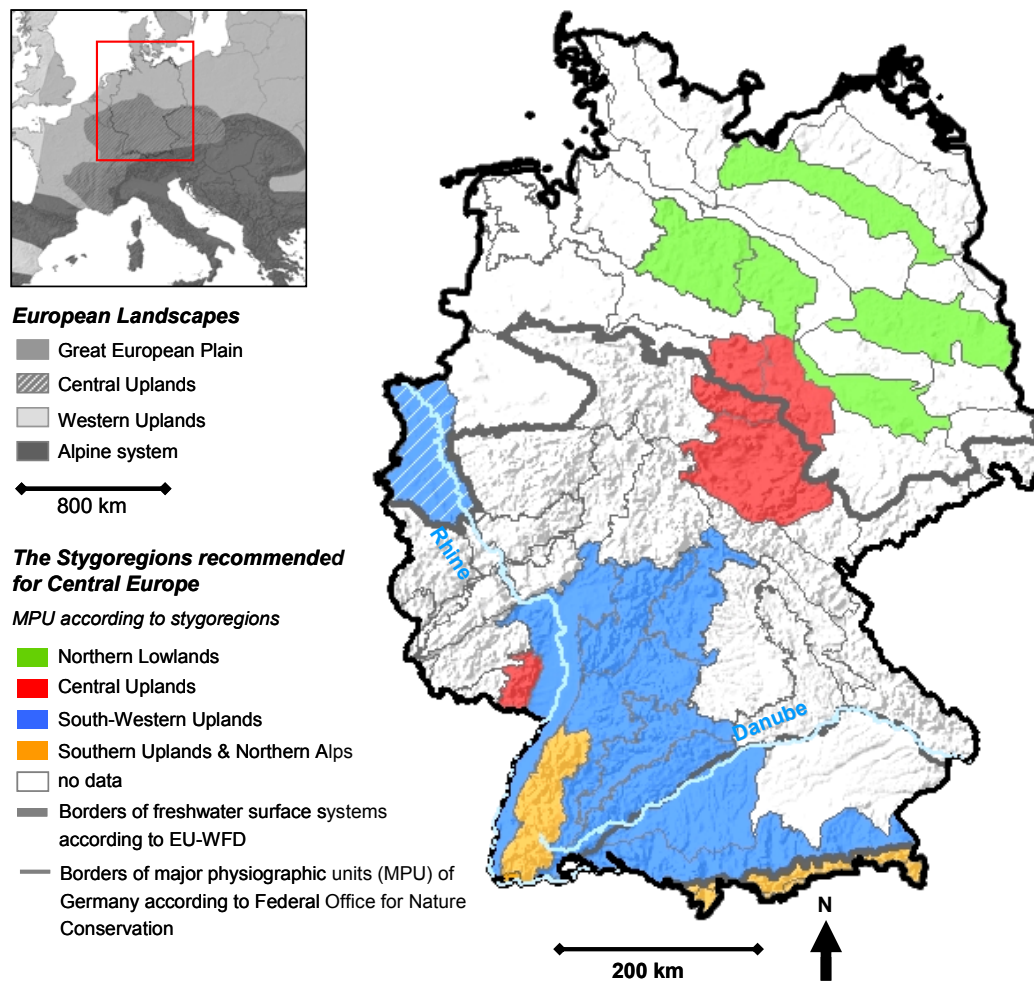 European Landscapes
Great European Plain
Central Uplands
Western Uplands
Alpine system
800 km
The Stygoregions recommended
for Central Europe
MPU according to stygoregions
Northern Lowlands
Central Uplands
South-Western Uplands
Southern Uplands & Northern Alps
no data
Borders of freshwater surface systems
according to EU-WFD
Borders of major physiographic units (MPU) of
Germany according to Federal Office for Nature
Conservation
Rhine
Danube
N
200 km